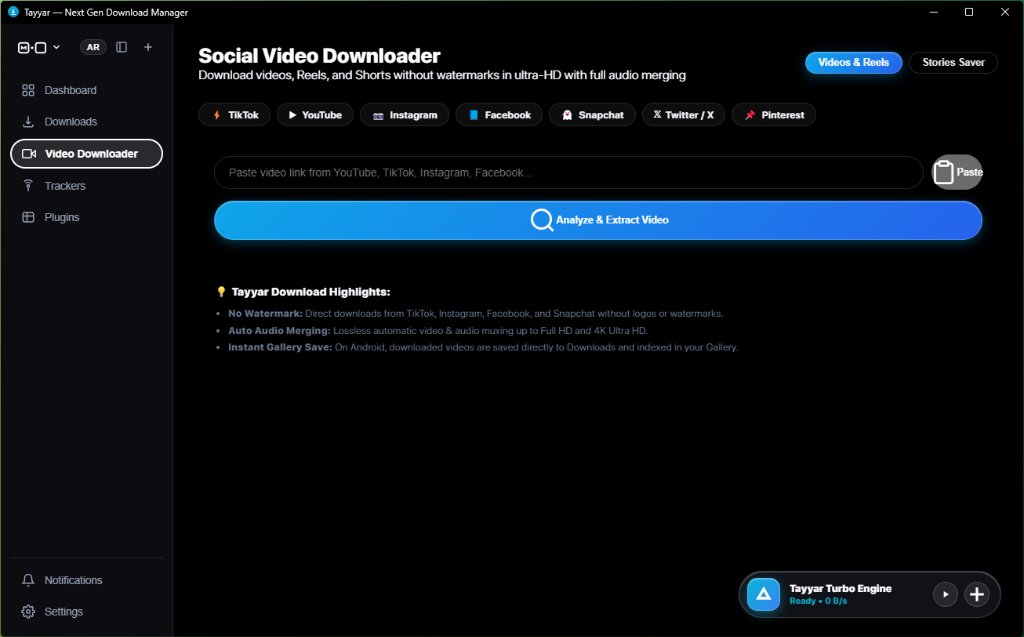 Tayyar — Next Gen Download Manager
AR
Dashboard
Downloads
Video Downloader
Trackers
Plugins
Notifications
Settings
Social Video Downloader
Download videos, Reels, and Shorts without watermarks in ultra-HD with full audio merging
Videos & Reels
Stories Saver
TikTok
YouTube
Instagram
Facebook
Snapchat
X Twitter / X
Pinterest
Paste video link from YouTube, TikTok, Instagram, Facebook...
Paste
Analyze & Extract Video
Tayyar Download Highlights:
• No Watermark: Direct downloads from TikTok, Instagram, Facebook, and Snapchat without logos or watermarks.
• Auto Audio Merging: Lossless automatic video & audio muxing up to Full HD and 4K Ultra HD.
• Instant Gallery Save: On Android, downloaded videos are saved directly to Downloads and indexed in your Gallery.
Tayyar Turbo Engine
Ready • 0 B/s